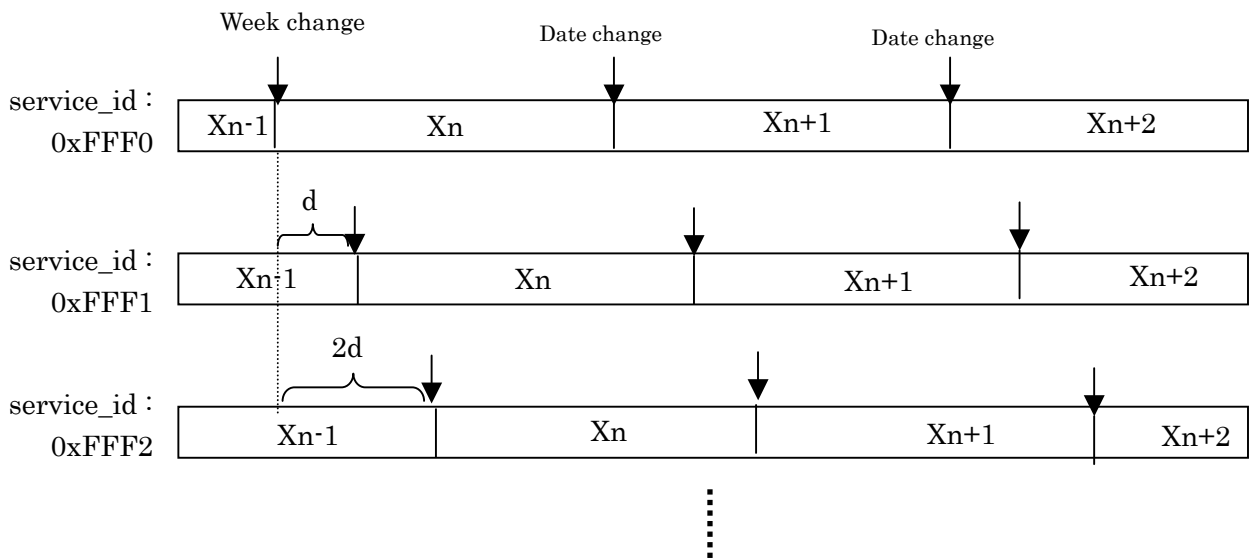 Week change
Date change
Date change
service_id :
0xFFF0
Xn-1
Xn
Xn+1
Xn+2
d
service_id :
0xFFF1
Xn-1
Xn
Xn+1
Xn+2
2d
service_id :
0xFFF2
Xn-1
Xn
Xn+1
Xn+2